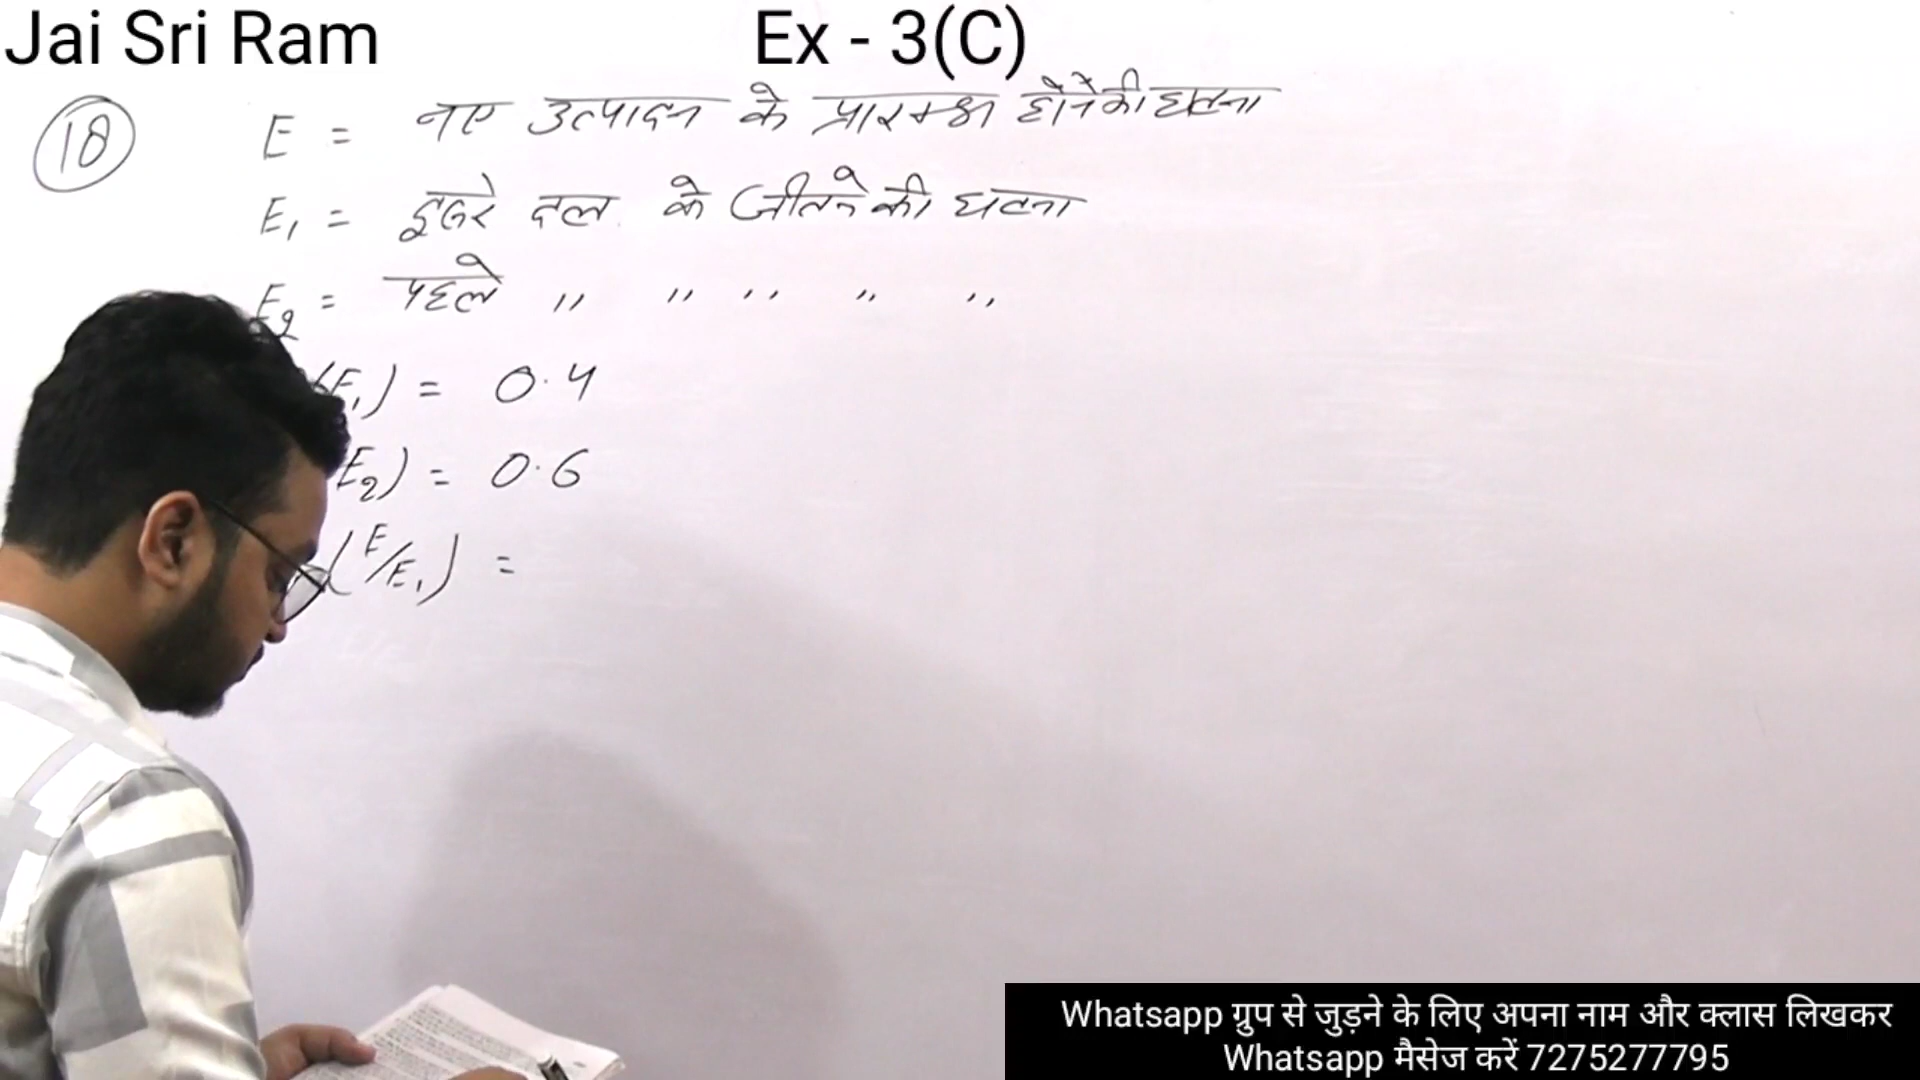 Jai Sri Ram
Ex - 3(C)
18
E = नए उत्पादन के प्रारम्भ होने की घटना
E₁ = दूसरे दल के जीतने की घटना
E₂ = पहले " " " " "
(E₁) = 0.4
E₂) = 0.6
(E/E₁) =
Whatsapp ग्रुप से जुड़ने के लिए अपना नाम और क्लास लिखकर
Whatsapp मैसेज करें 7275277795